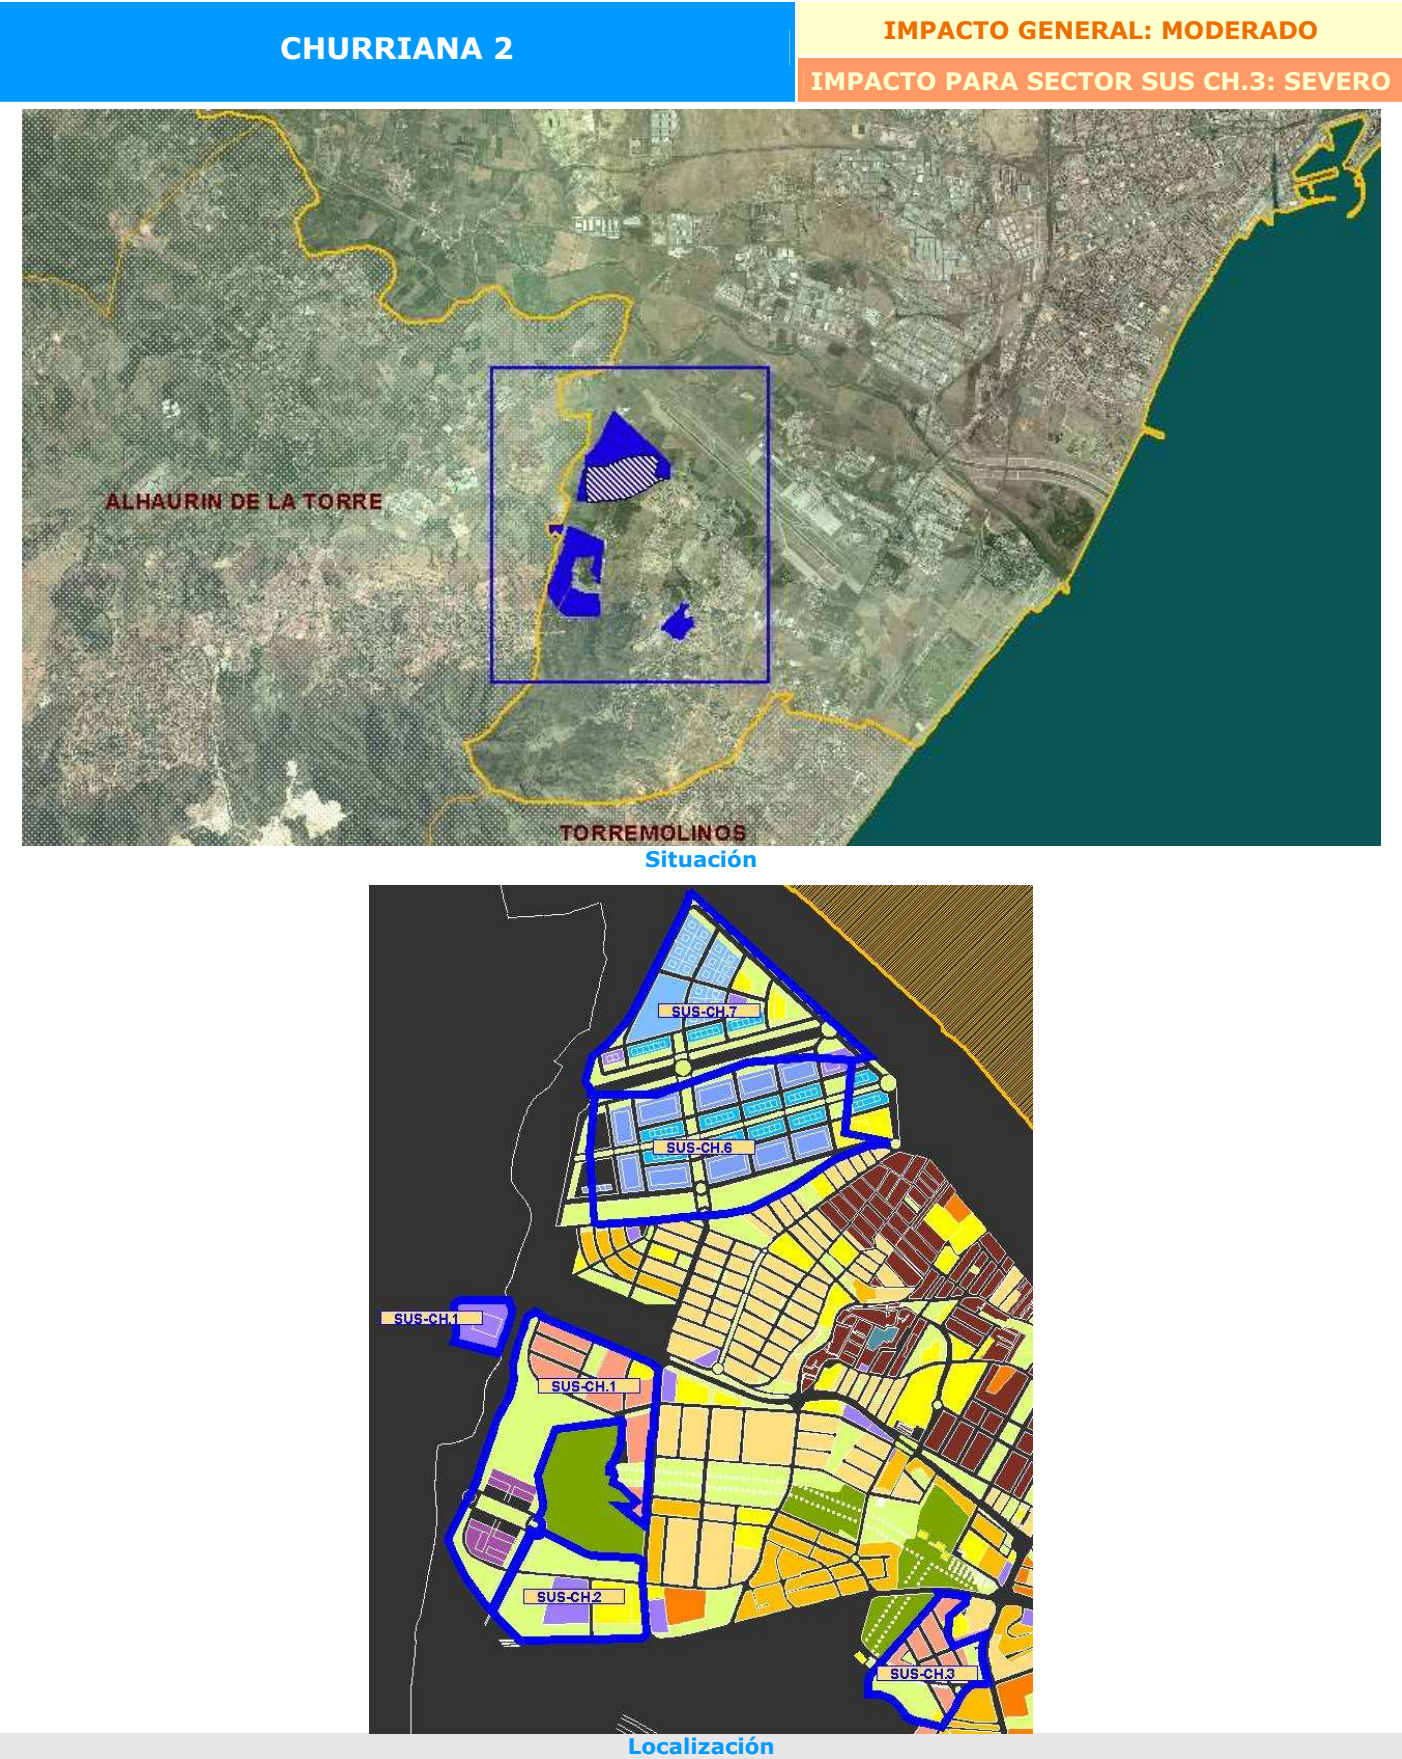 CHURRIANA 2
IMPACTO GENERAL: MODERADO
IMPACTO PARA SECTOR SUS CH.3: SEVERO
ALHAURIN DE LA TORRE
TORREMOLINOS
Situación
SUS-CH.7
SUS-CH.6
SUS-CH.1
SUS-CH.1
SUS-CH.2
SUS-CH.3
Localización